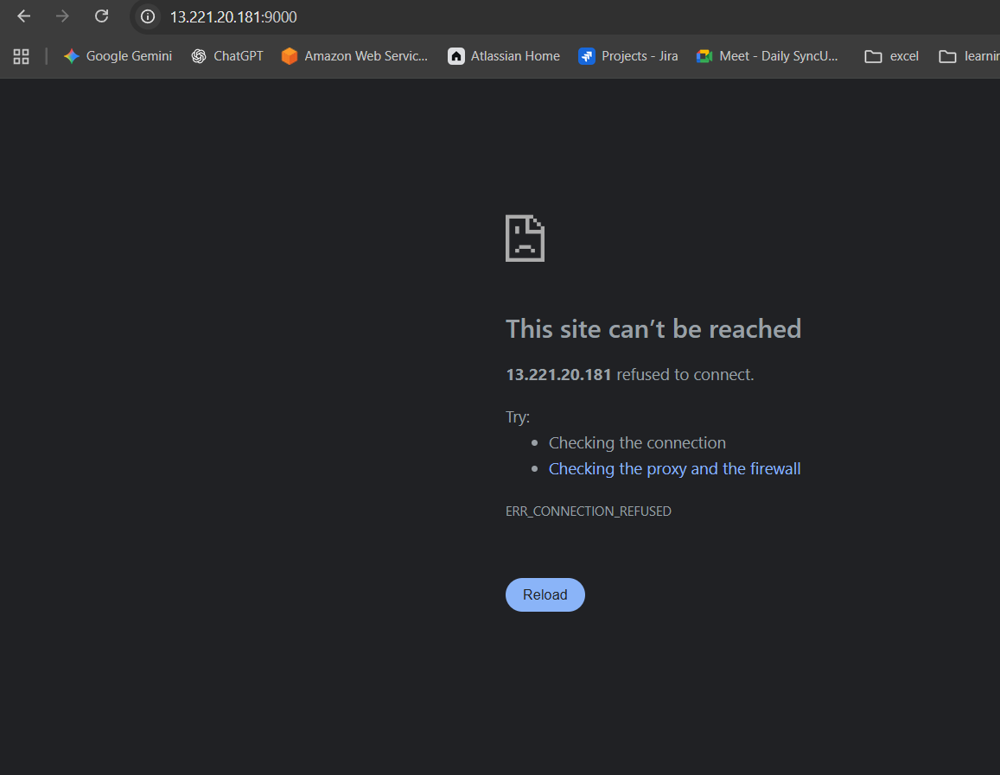 13.221.20.181:9000
Google Gemini ChatGPT Amazon Web Servic... Atlassian Home Projects - Jira Meet - Daily SyncU... excel learnin
This site can’t be reached
13.221.20.181 refused to connect.
Try:
Checking the connection
Checking the proxy and the firewall
ERR_CONNECTION_REFUSED
Reload